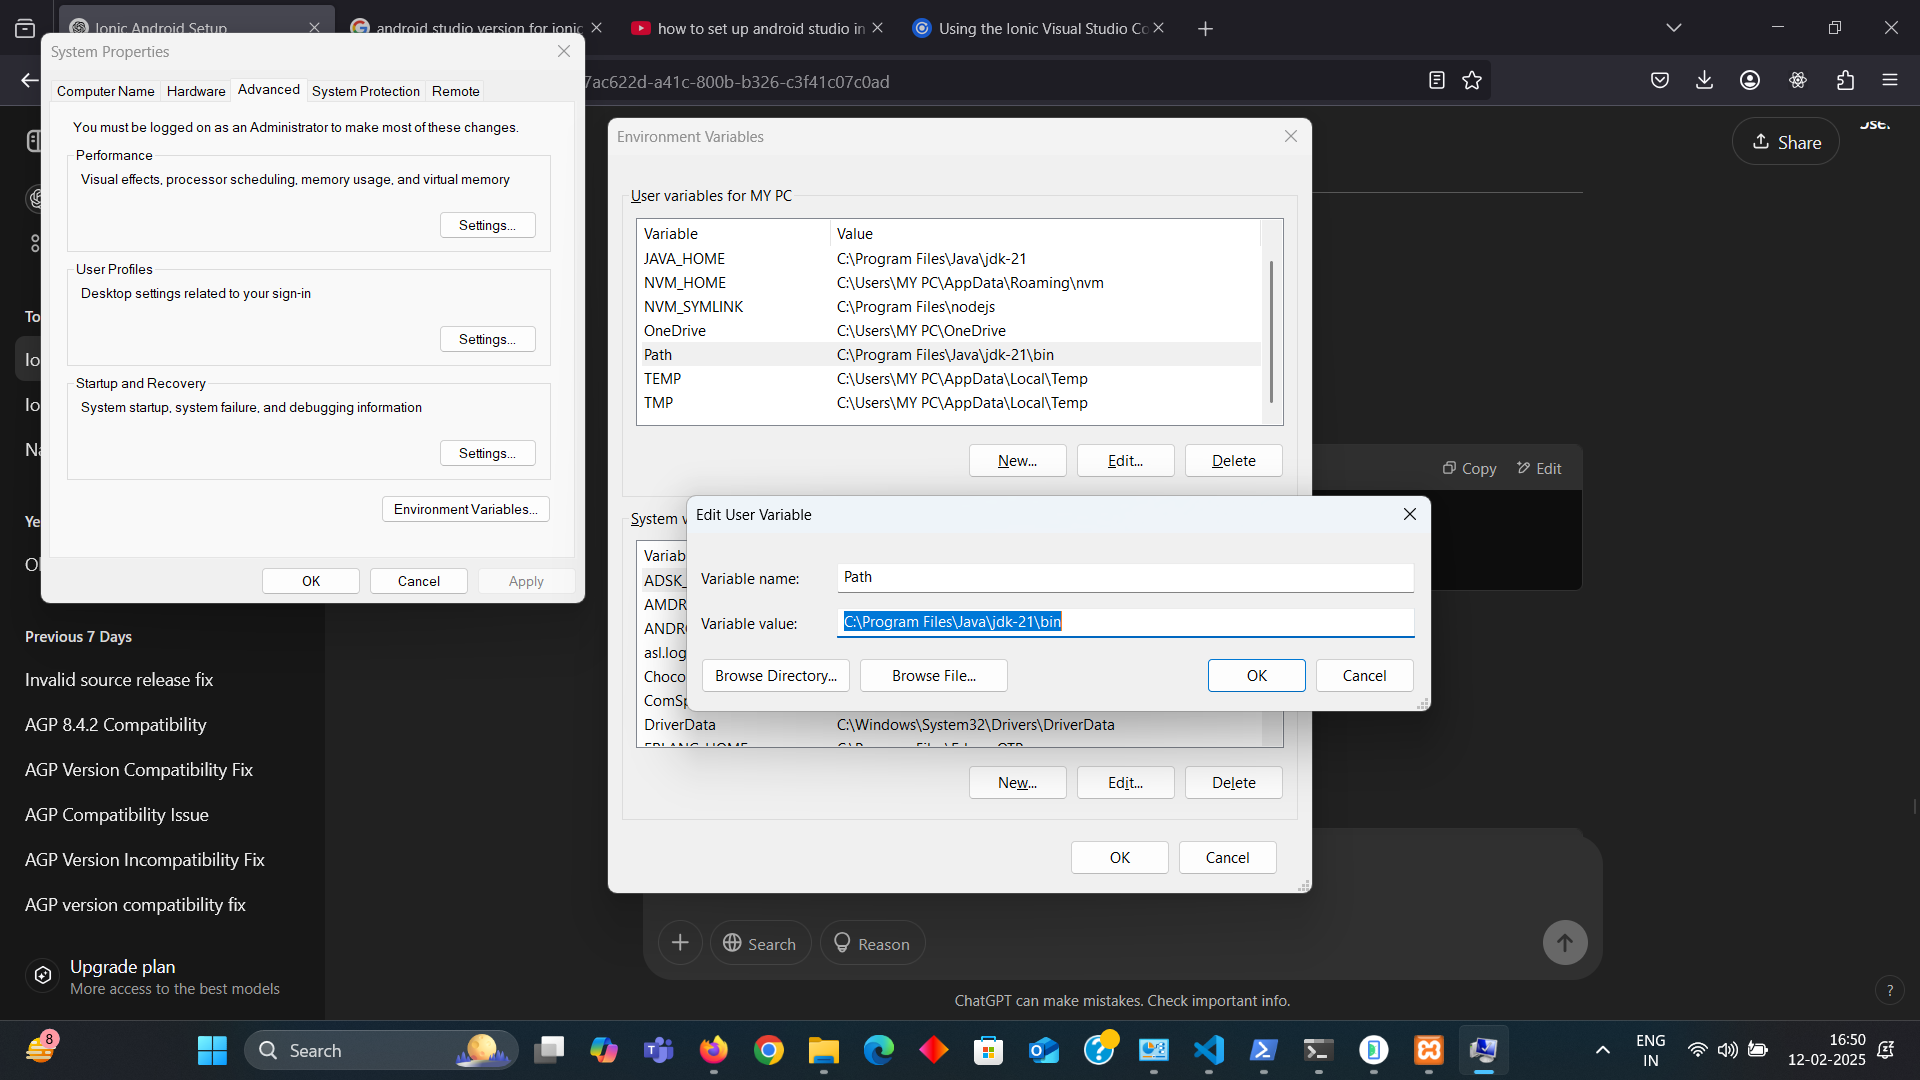 Ionic Android Setup
android studio version for ionic
how to set up android studio in
Using the Ionic Visual Studio Co
7ac622d-a41c-800b-b326-c3f41c07c0ad
System Properties
Computer Name
Hardware
Advanced
System Protection
Remote
You must be logged on as an Administrator to make most of these changes.
Performance
Visual effects, processor scheduling, memory usage, and virtual memory
Settings...
User Profiles
Desktop settings related to your sign-in
Settings...
Startup and Recovery
System startup, system failure, and debugging information
Settings...
Environment Variables...
OK
Cancel
Apply
Share
Environment Variables
User variables for MY PC
Variable Value
JAVA_HOME C:\Program Files\Java\jdk-21
NVM_HOME C:\Users\MY PC\AppData\Roaming\nvm
NVM_SYMLINK C:\Program Files\nodejs
OneDrive C:\Users\MY PC\OneDrive
Path C:\Program Files\Java\jdk-21\bin
TEMP C:\Users\MY PC\AppData\Local\Temp
TMP C:\Users\MY PC\AppData\Local\Temp
New...
Edit...
Delete
Copy
Edit
System v
Variab
ADSK_
AMDR
ANDR
asl.log
Choco
ComSp
DriverData C:\Windows\System32\Drivers\DriverData
New...
Edit...
Delete
OK
Cancel
Edit User Variable
Variable name: Path
Variable value: C:\Program Files\Java\jdk-21\bin
Browse Directory...
Browse File...
OK
Cancel
To
Io
Io
Na
Ye
Previous 7 Days
Invalid source release fix
AGP 8.4.2 Compatibility
AGP Version Compatibility Fix
AGP Compatibility Issue
AGP Version Incompatibility Fix
AGP version compatibility fix
Upgrade plan
More access to the best models
Search
Reason
ChatGPT can make mistakes. Check important info.
?
8
Search
ENG
IN
16:50
12-02-2025